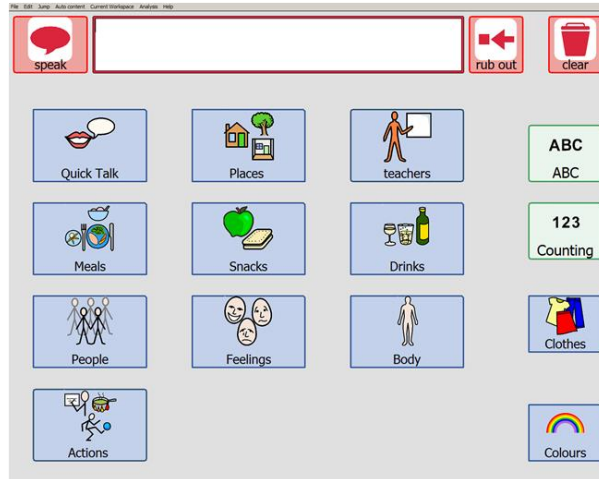 File Edit Jump Auto content Current Workspace Analysis Help
speak
rub out
clear
Quick Talk
Places
teachers
ABC
ABC
Meals
Snacks
Drinks
123
Counting
People
Feelings
Body
Clothes
Actions
Colours